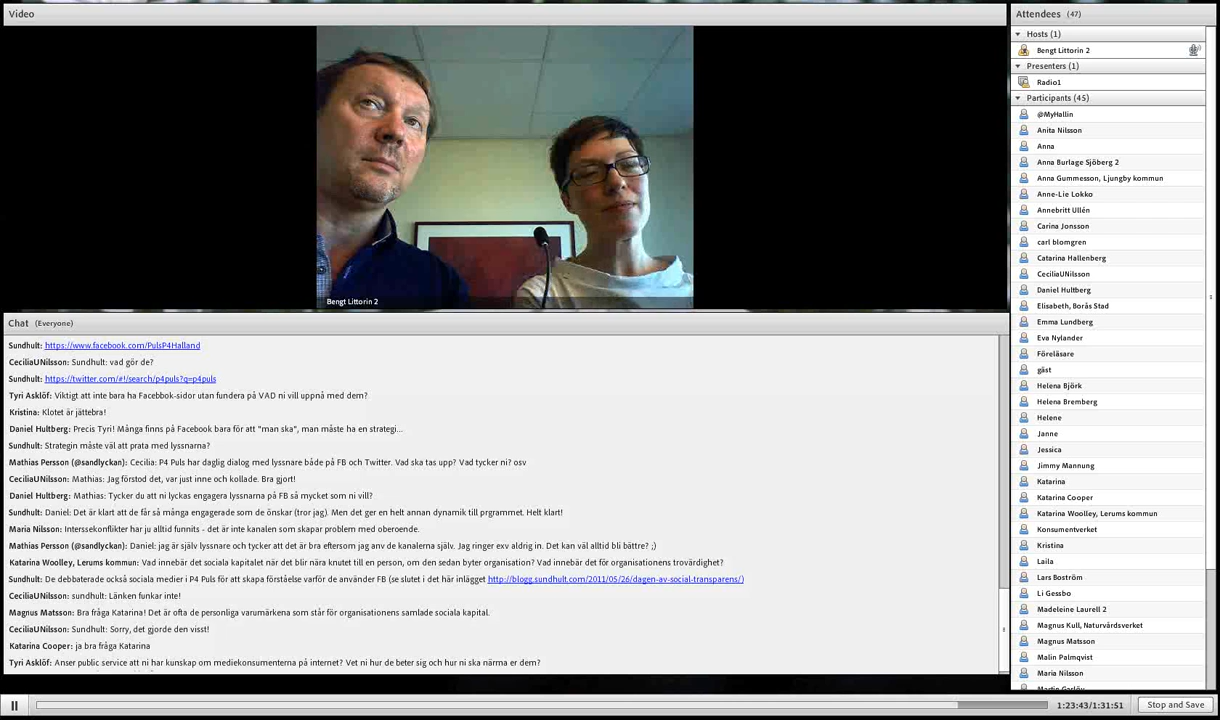 Video
Bengt Littorin 2
Chat (Everyone)
Sundhult: https://www.facebook.com/PulsP4Halland
CeciliaUNilsson: Sundhult: vad gör de?
Sundhult: https://twitter.com/#!/search/p4puls?q=p4puls
Tyri Asklöf: Viktigt att inte bara ha Facebbok-sidor utan fundera på VAD ni vill uppnå med dem?
Kristina: Klotet är jättebra!
Daniel Hultberg: Precis Tyri! Många finns på Facebook bara för att "man ska", man måste ha en strategi...
Sundhult: Strategin måste väl att prata med lyssnarna?
Mathias Persson (@sandlyckan): Cecilia: P4 Puls har daglig dialog med lyssnare både på FB och Twitter. Vad ska tas upp? Vad tycker ni? osv
CeciliaUNilsson: Mathias: Jag förstod det, var just inne och kollade. Bra gjort!
Daniel Hultberg: Mathias: Tycker du att ni lyckas engagera lyssnarna på FB så mycket som ni vill?
Sundhult: Daniel: Det är klart att de får så många engagerade som de önskar (tror jag). Men det ger en helt annan dynamik till prgrammet. Helt klart!
Maria Nilsson: Interssekonflikter har ju alltid funnits - det är inte kanalen som skapar problem med oberoende.
Mathias Persson (@sandlyckan): Daniel: jag är själv lyssnare och tycker att det är bra eftersom jag anv de kanalerna själv. Jag ringer exv aldrig in. Det kan väl alltid bli bättre? ;)
Katarina Woolley, Lerums kommun: Vad innebär det sociala kapitalet när det blir nära knutet till en person, om den sedan byter organisation? Vad innebär det för organisationens trovärdighet?
Sundhult: De debbaterade också sociala medier i P4 Puls för att skapa förståelse varför de använder FB (se slutet i det här inlägget http://blogg.sundhult.com/2011/05/26/dagen-av-social-transparens/)
CeciliaUNilsson: sundhult: Länken funkar inte!
Magnus Matsson: Bra fråga Katarina! Det är ofta de personliga varumärkena som står för organisationens samlade sociala kapital.
CeciliaUNilsson: Sundhult: Sorry, det gjorde den visst!
Katarina Cooper: ja bra fråga Katarina
Tyri Asklöf: Anser public service att ni har kunskap om mediekonsumenterna på internet? Vet ni hur de beter sig och hur ni ska närma er dem?
Attendees (47)
Hosts (1)
Bengt Littorin 2
Presenters (1)
Radio1
Participants (45)
@MyHallin
Anita Nilsson
Anna
Anna Burlage Sjöberg 2
Anna Gummesson, Ljungby kommun
Anne-Lie Lokko
Annebritt Ullén
Carina Jonsson
carl blomgren
Catarina Hallenberg
CeciliaUNilsson
Daniel Hultberg
Elisabeth, Borås Stad
Emma Lundberg
Eva Nylander
Föreläsare
gäst
Helena Björk
Helena Bremberg
Helene
Janne
Jessica
Jimmy Mannung
Katarina
Katarina Cooper
Katarina Woolley, Lerums kommun
Konsumentverket
Kristina
Laila
Lars Boström
Li Gessbo
Madeleine Laurell 2
Magnus Kull, Naturvårdsverket
Magnus Matsson
Malin Palmqvist
Maria Nilsson
1:23:43/1:31:51
Stop and Save